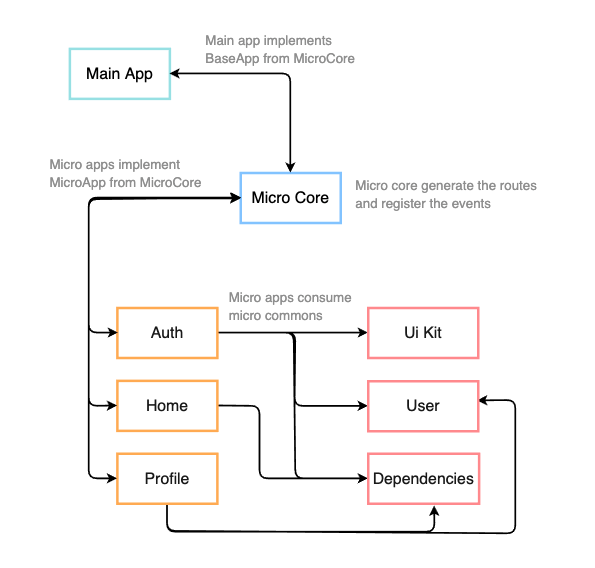 Main app implements
BaseApp from MicroCore
Main App
Micro apps implement
MicroApp from MicroCore
Micro Core
Micro core generate the routes
and register the events
Micro apps consume
micro commons
Auth
Ui Kit
Home
User
Profile
Dependencies